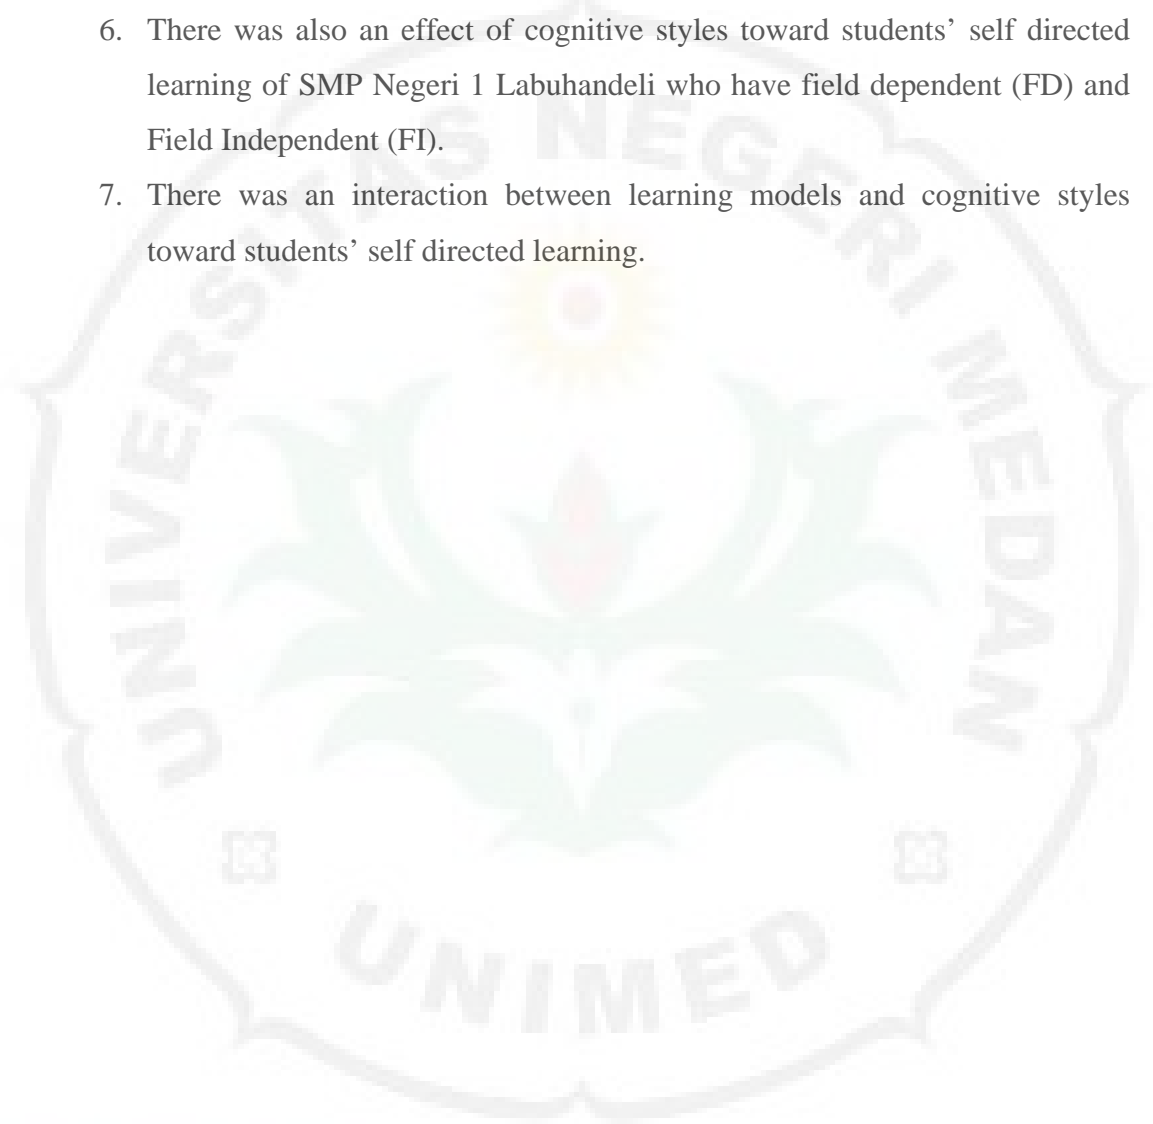 6. There was also an effect of cognitive styles toward students’ self directed
learning of SMP Negeri 1 Labuhandeli who have field dependent (FD) and
Field Independent (FI).
7. There was an interaction between learning models and cognitive styles
toward students’ self directed learning.
UNIVERSITAS NEGERI MEDAN
UNIMED